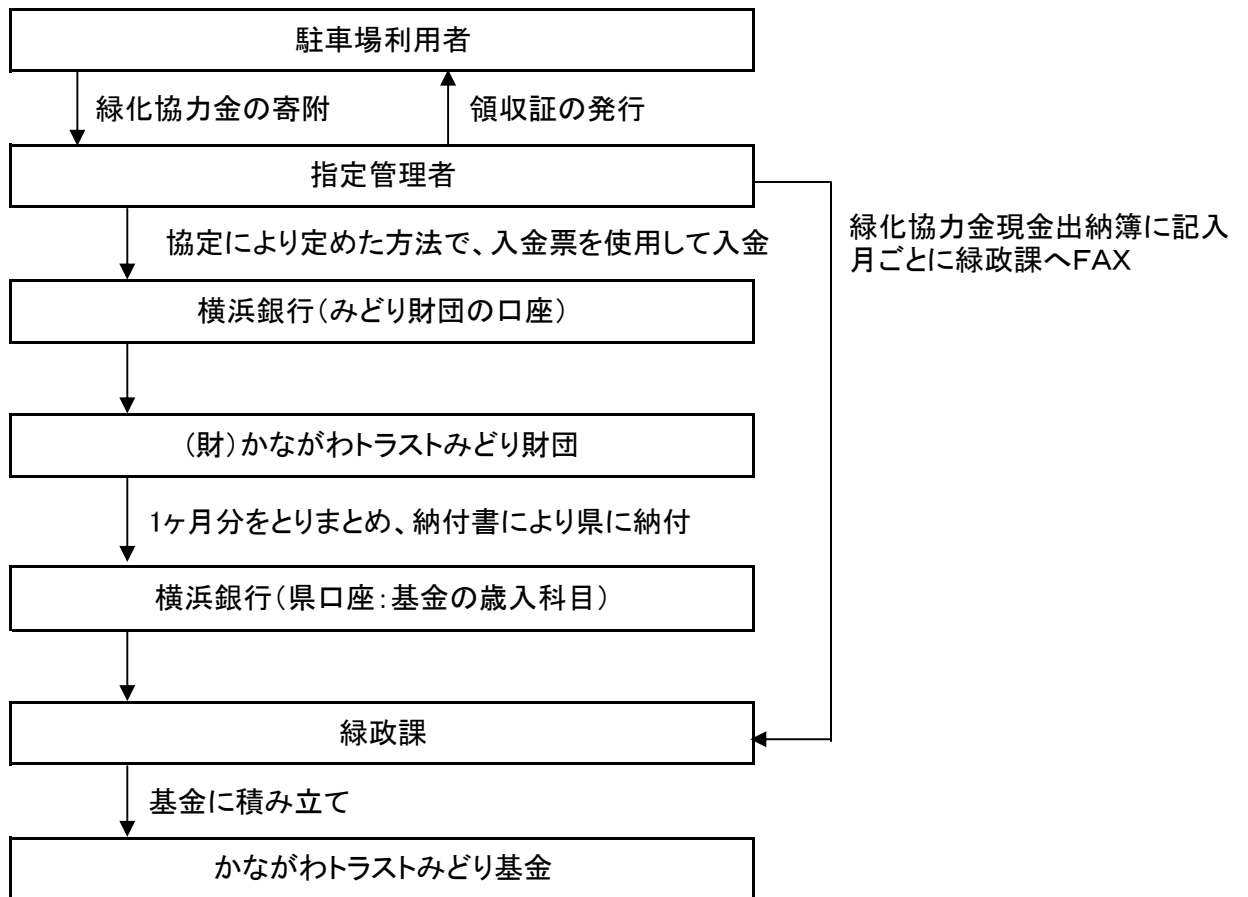 駐車場利用者
緑化協力金の寄附
領収証の発行
指定管理者
緑化協力金現金出納簿に記入
月ごとに緑政課へFAX
協定により定めた方法で、入金票を使用して入金
横浜銀行(みどり財団の口座)
(財)かながわトラストみどり財団
1ヶ月分をとりまとめ、納付書により県に納付
横浜銀行(県口座:基金の歳入科目)
緑政課
基金に積み立て
かながわトラストみどり基金